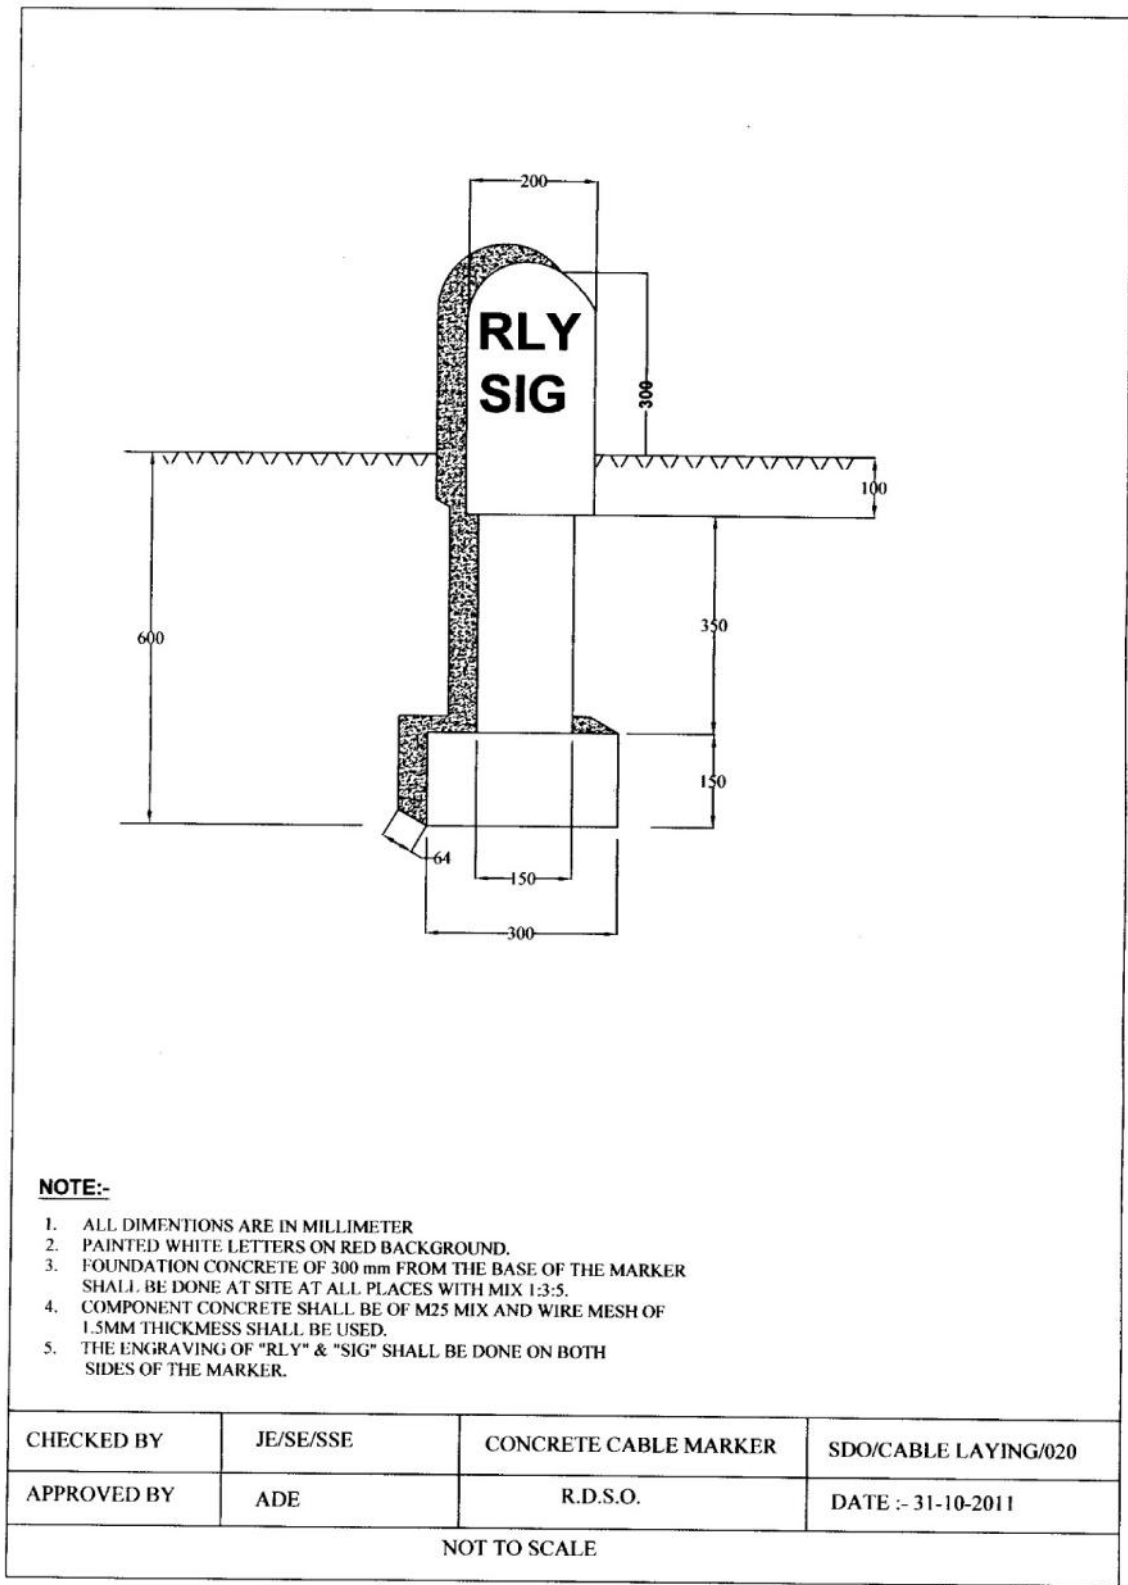 200
RLY
SIG
300
100
600
350
150
64
150
300
NOTE:-
1. ALL DIMENTIONS ARE IN MILLIMETER
2. PAINTED WHITE LETTERS ON RED BACKGROUND.
3. FOUNDATION CONCRETE OF 300 mm FROM THE BASE OF THE MARKER
SHALL BE DONE AT SITE AT ALL PLACES WITH MIX 1:3:5.
4. COMPONENT CONCRETE SHALL BE OF M25 MIX AND WIRE MESH OF
1.5MM THICKMESS SHALL BE USED.
5. THE ENGRAVING OF "RLY" & "SIG" SHALL BE DONE ON BOTH
SIDES OF THE MARKER.
CHECKED BY JE/SE/SSE CONCRETE CABLE MARKER SDO/CABLE LAYING/020
APPROVED BY ADE R.D.S.O. DATE :- 31-10-2011
NOT TO SCALE